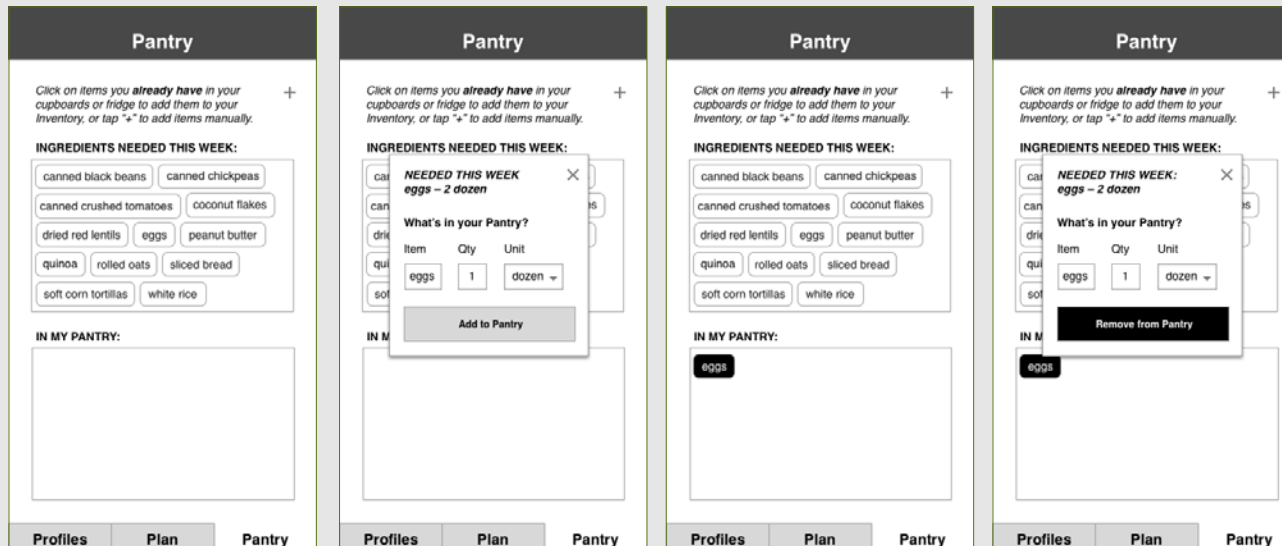 Pantry
Click on items you already have in your
cupboards or fridge to add them to your
Inventory, or tap "+" to add items manually.
+
INGREDIENTS NEEDED THIS WEEK:
canned black beans canned chickpeas
canned crushed tomatoes coconut flakes
dried red lentils eggs peanut butter
quinoa rolled oats sliced bread
soft corn tortillas white rice
IN MY PANTRY:
Profiles Plan Pantry
Pantry
Click on items you already have in your
cupboards or fridge to add them to your
Inventory, or tap "+" to add items manually.
+
INGREDIENTS NEEDED THIS WEEK:
NEEDED THIS WEEK
eggs – 2 dozen
What's in your Pantry?
Item Qty Unit
eggs 1 dozen
Add to Pantry
Profiles Plan Pantry
Pantry
Click on items you already have in your
cupboards or fridge to add them to your
Inventory, or tap "+" to add items manually.
+
INGREDIENTS NEEDED THIS WEEK:
canned black beans canned chickpeas
canned crushed tomatoes coconut flakes
dried red lentils eggs peanut butter
quinoa rolled oats sliced bread
soft corn tortillas white rice
IN MY PANTRY:
eggs
Profiles Plan Pantry
Pantry
Click on items you already have in your
cupboards or fridge to add them to your
Inventory, or tap "+" to add items manually.
+
INGREDIENTS NEEDED THIS WEEK:
NEEDED THIS WEEK:
eggs – 2 dozen
What's in your Pantry?
Item Qty Unit
eggs 1 dozen
Remove from Pantry
eggs
Profiles Plan Pantry